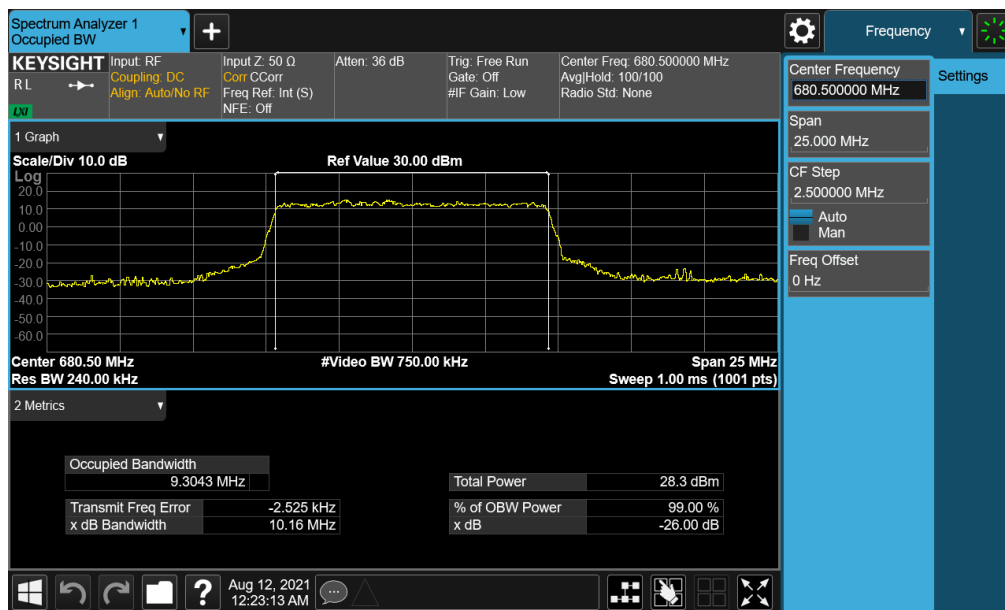 Spectrum Analyzer 1
Occupied BW
Frequency
KEYSIGHT
R L
LXI
Input: RF
Coupling: DC
Align: Auto/No RF
Input Z: 50 Ω
Corr CCorr
Freq Ref: Int (S)
NFE: Off
Atten: 36 dB
Trig: Free Run
Gate: Off
#IF Gain: Low
Center Freq: 680.500000 MHz
Avg|Hold: 100/100
Radio Std: None
Center Frequency
680.500000 MHz
Settings
Span
25.000 MHz
CF Step
2.500000 MHz
Auto
Man
Freq Offset
0 Hz
1 Graph
Scale/Div 10.0 dB
Ref Value 30.00 dBm
Log
20.0
10.0
0.00
-10.0
-20.0
-30.0
-40.0
-50.0
-60.0
Center 680.50 MHz
#Video BW 750.00 kHz
Span 25 MHz
Res BW 240.00 kHz
Sweep 1.00 ms (1001 pts)
2 Metrics
Occupied Bandwidth
9.3043 MHz
Total Power 28.3 dBm
Transmit Freq Error -2.525 kHz
% of OBW Power 99.00 %
x dB Bandwidth 10.16 MHz
x dB -26.00 dB
?
Aug 12, 2021
12:23:13 AM